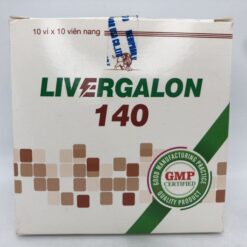 10 vỉ x 10 viên nang
LIVERGALON
140
GOOD MANUFACTURING PRACTICE
GMP
CERTIFIED
QUALITY PRODUCT